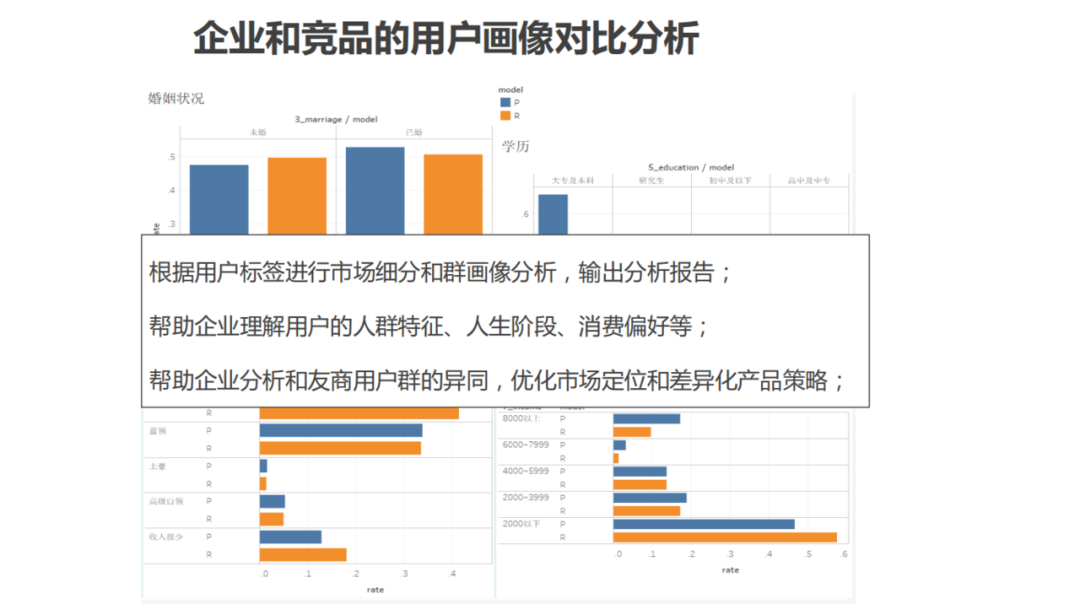 企业和竞品的用户画像对比分析
婚姻状况
model
P
R
3_marriage / model
未婚
已婚
.5
.4
.3
学历
5_education / model
大专及本科
研究生
初中及以下
高中及中专
.6
根据用户标签进行市场细分和群画像分析，输出分析报告；
帮助企业理解用户的人群特征、人生阶段、消费偏好等；
帮助企业分析和友商用户群的异同，优化市场定位和差异化产品策略；
R
蓝领 P
R
土豪 P
R
高级白领 P
R
收入很少 P
R
.0 .1 .2 .3 .4
rate
8000以上 P
R
6000~7999 P
R
4000~5999 P
R
2000~3999 P
R
2000以下 P
R
.0 .1 .2 .3 .4 .5 .6
rate